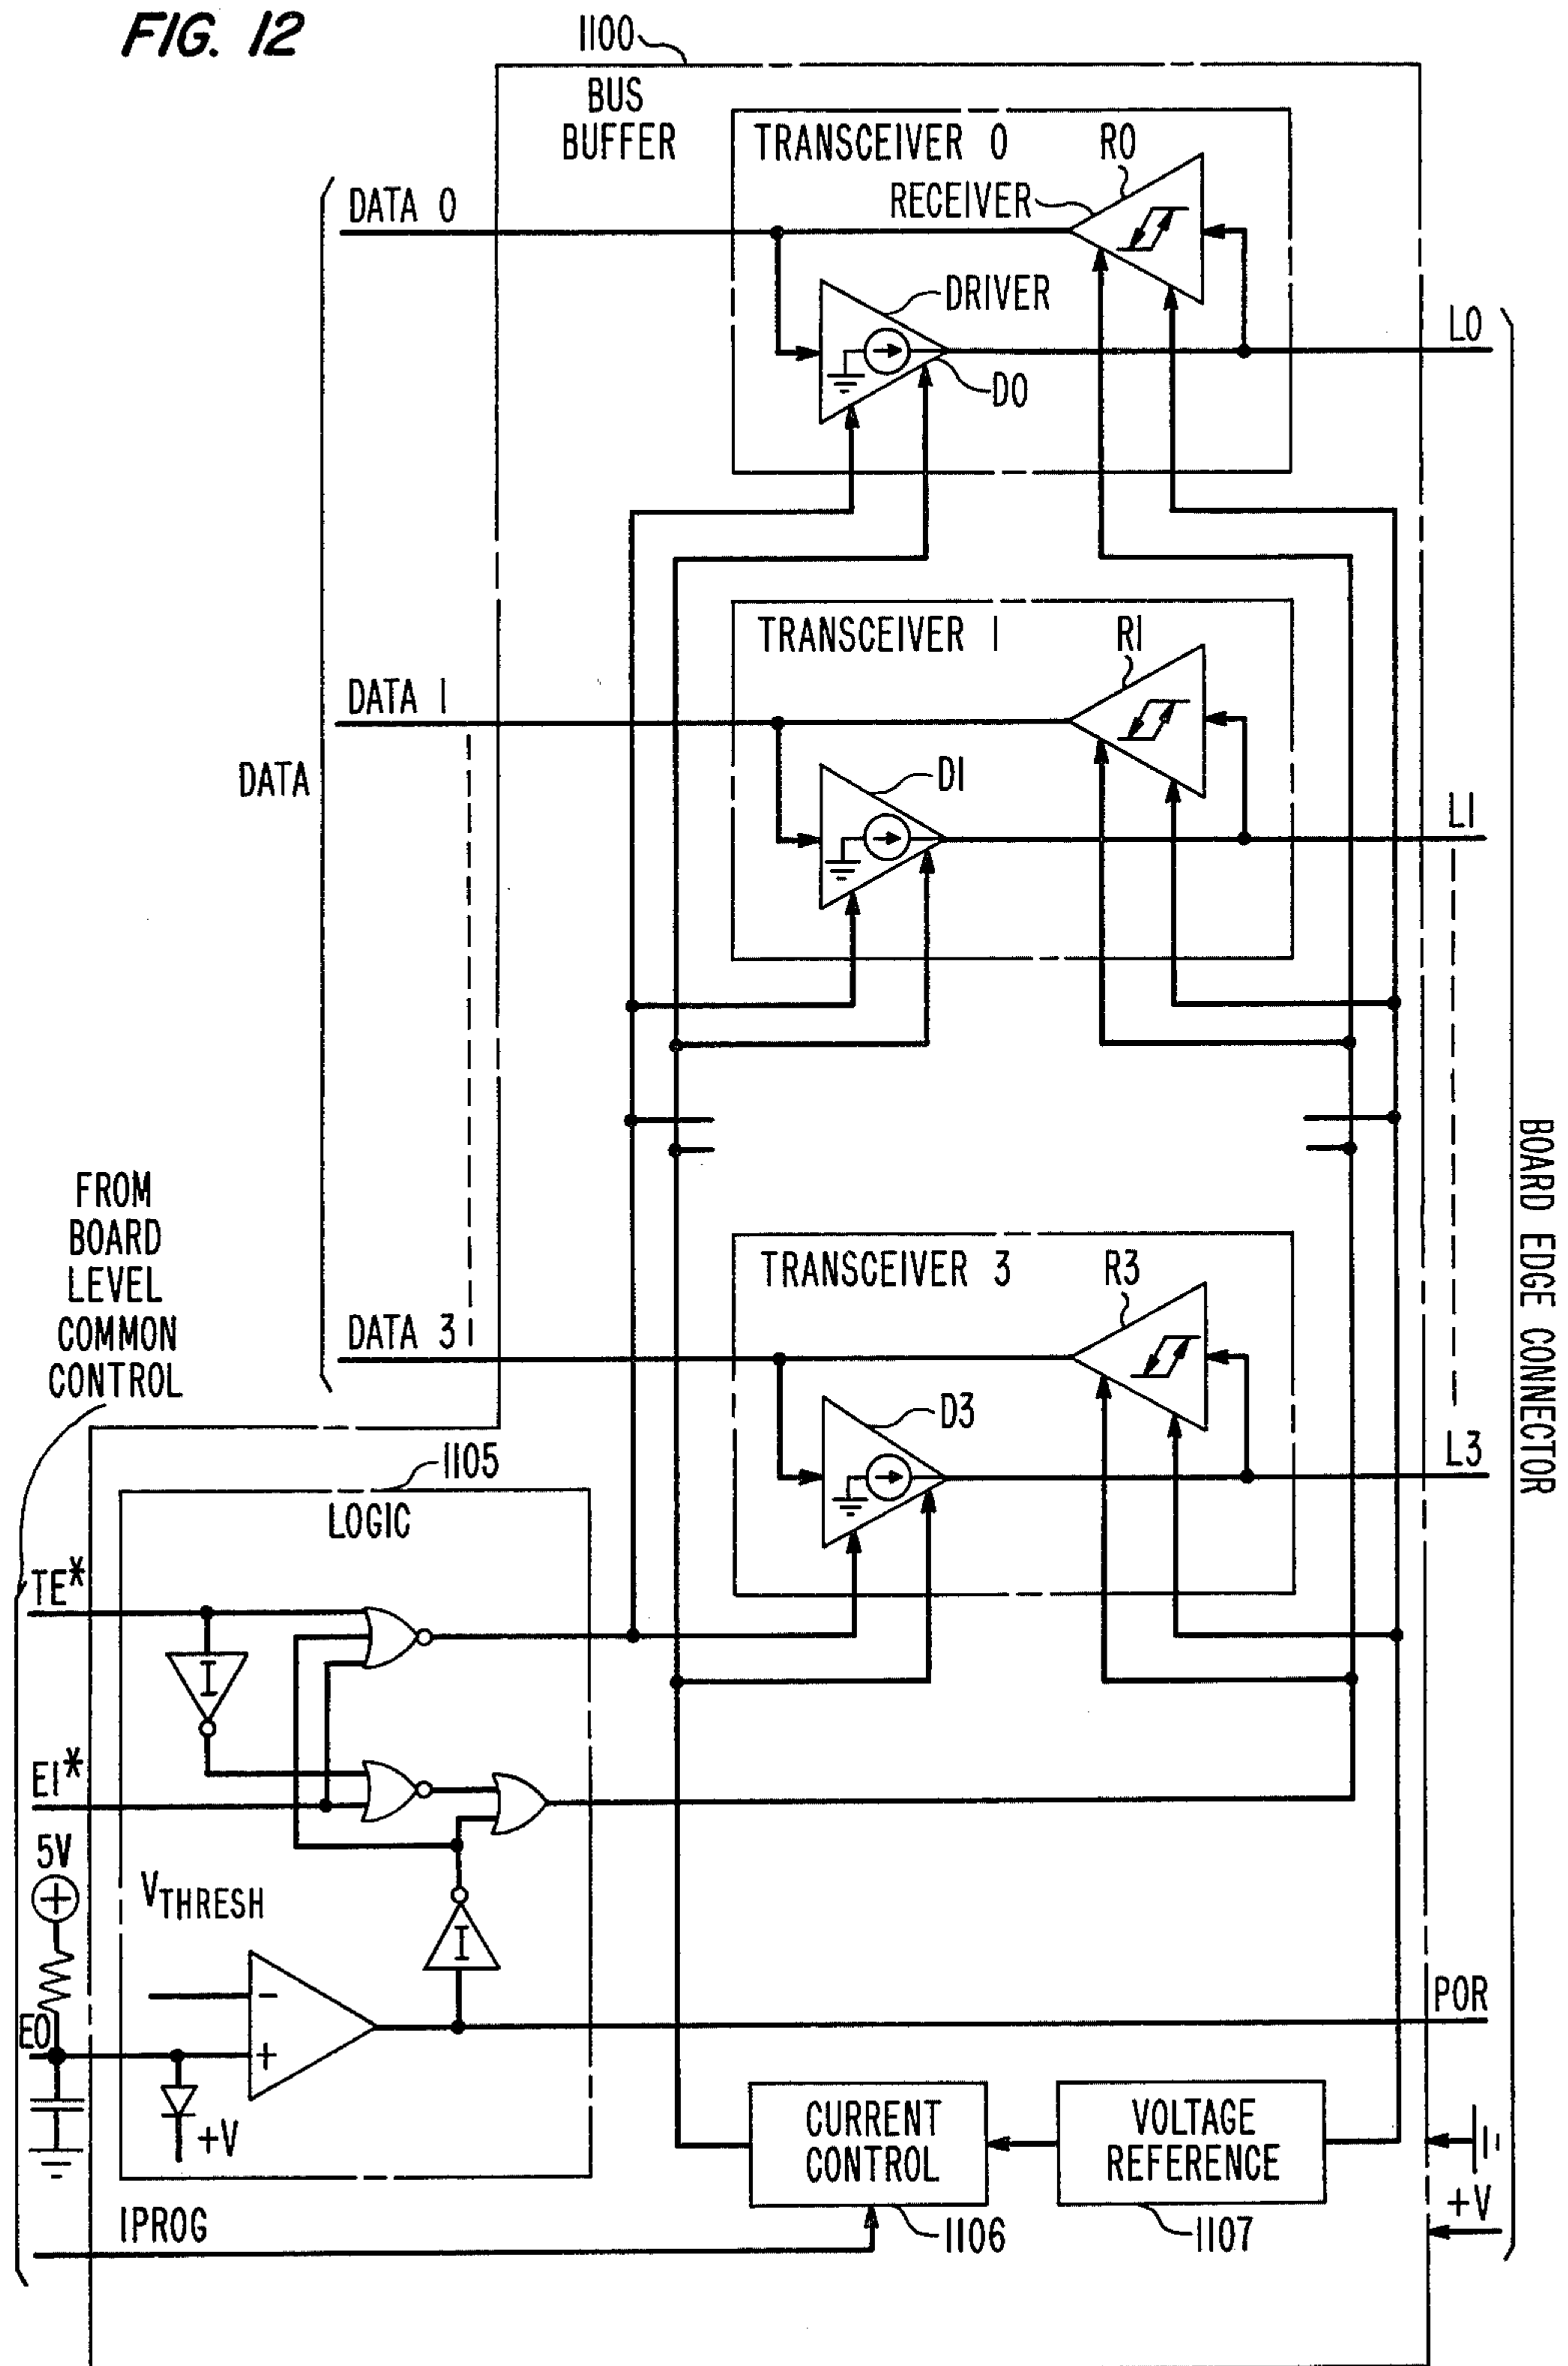 FIG. 12
1100
BUS
BUFFER
TRANSCEIVER 0
R0
RECEIVER
DATA 0
DRIVER
L0
D0
TRANSCEIVER 1
R1
DATA 1
D1
DATA
L1
BOARD EDGE CONNECTOR
FROM
BOARD
LEVEL
COMMON
CONTROL
TRANSCEIVER 3
R3
DATA 3
D3
L3
1105
LOGIC
TE*
I
EI*
5V
+
VTHRESH
I
−
POR
EO
+
+V
CURRENT
CONTROL
VOLTAGE
REFERENCE
+V
IPROG
1106
1107